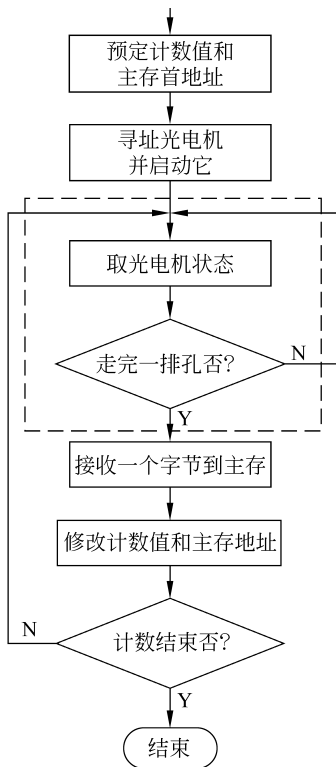 预定计数值和
主存首地址
寻址光电机
并启动它
取光电机状态
走完一排孔否?
N
Y
接收一个字节到主存
修改计数值和主存地址
N
计数结束否?
Y
结束